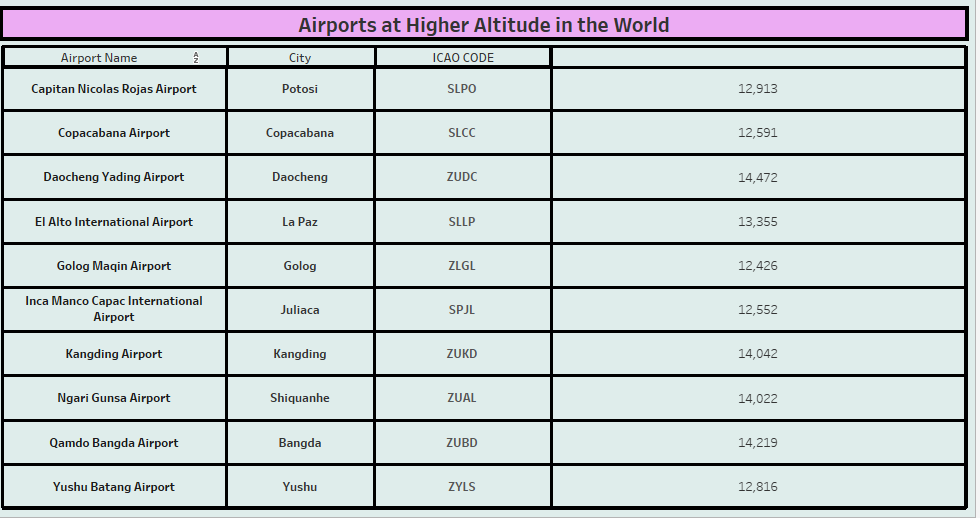 Airports at Higher Altitude in the World
Airport Name City ICAO CODE
Capitan Nicolas Rojas Airport Potosi SLPO 12,913
Copacabana Airport Copacabana SLCC 12,591
Daocheng Yading Airport Daocheng ZUDC 14,472
El Alto International Airport La Paz SLLP 13,355
Golog Maqin Airport Golog ZLGL 12,426
Inca Manco Capac International
Airport Juliaca SPJL 12,552
Kangding Airport Kangding ZUKD 14,042
Ngari Gunsa Airport Shiquanhe ZUAL 14,022
Qamdo Bangda Airport Bangda ZUBD 14,219
Yushu Batang Airport Yushu ZYLS 12,816